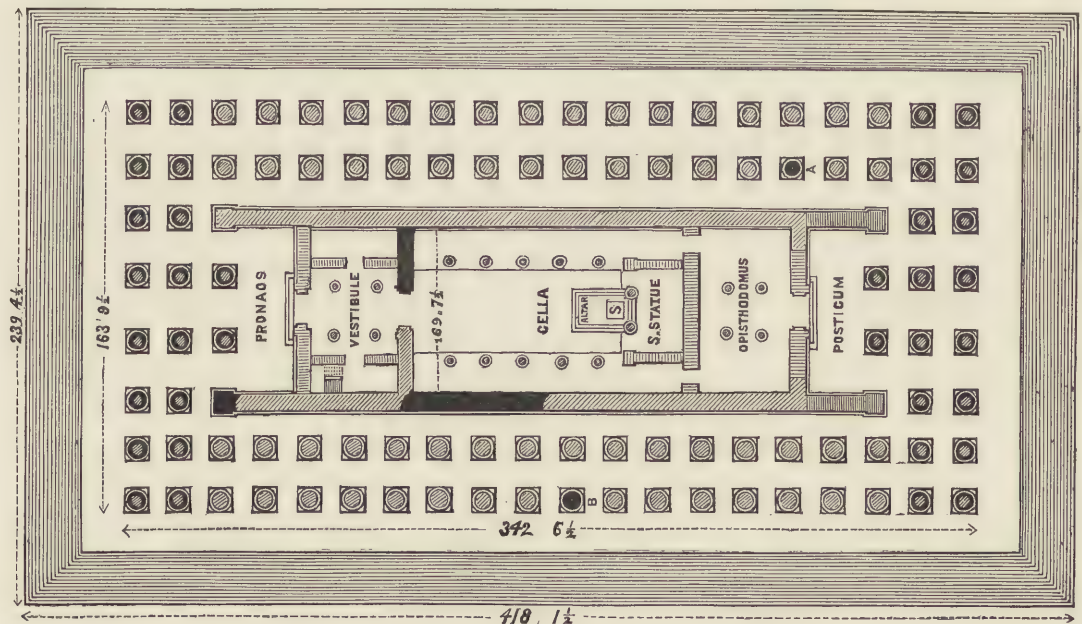 239 4½
163' 9½
PRONAOS
VESTIBULE
169. 7½
CELLA
ALTAR
S
S. STATUE
OPISTHODOMUS
POSTICUM
A
B
342 6½
418. 1½